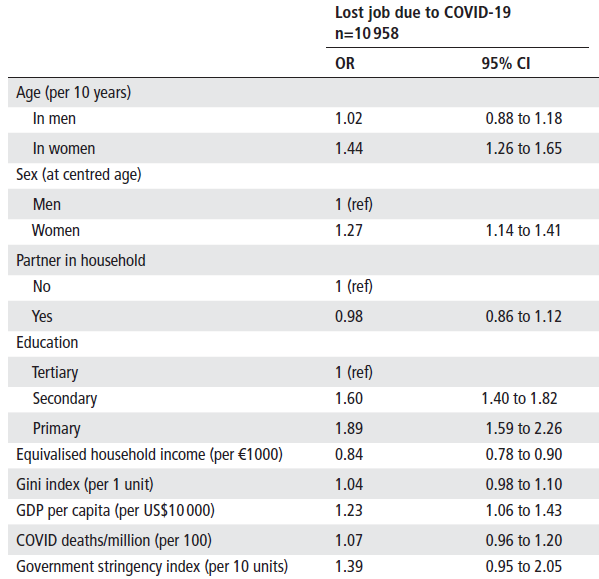 Lost job due to COVID-19
n=10 958
OR 95% CI
Age (per 10 years)
In men 1.02 0.88 to 1.18
In women 1.44 1.26 to 1.65
Sex (at centred age)
Men 1 (ref)
Women 1.27 1.14 to 1.41
Partner in household
No 1 (ref)
Yes 0.98 0.86 to 1.12
Education
Tertiary 1 (ref)
Secondary 1.60 1.40 to 1.82
Primary 1.89 1.59 to 2.26
Equivalised household income (per €1000) 0.84 0.78 to 0.90
Gini index (per 1 unit) 1.04 0.98 to 1.10
GDP per capita (per US$10 000) 1.23 1.06 to 1.43
COVID deaths/million (per 100) 1.07 0.96 to 1.20
Government stringency index (per 10 units) 1.39 0.95 to 2.05